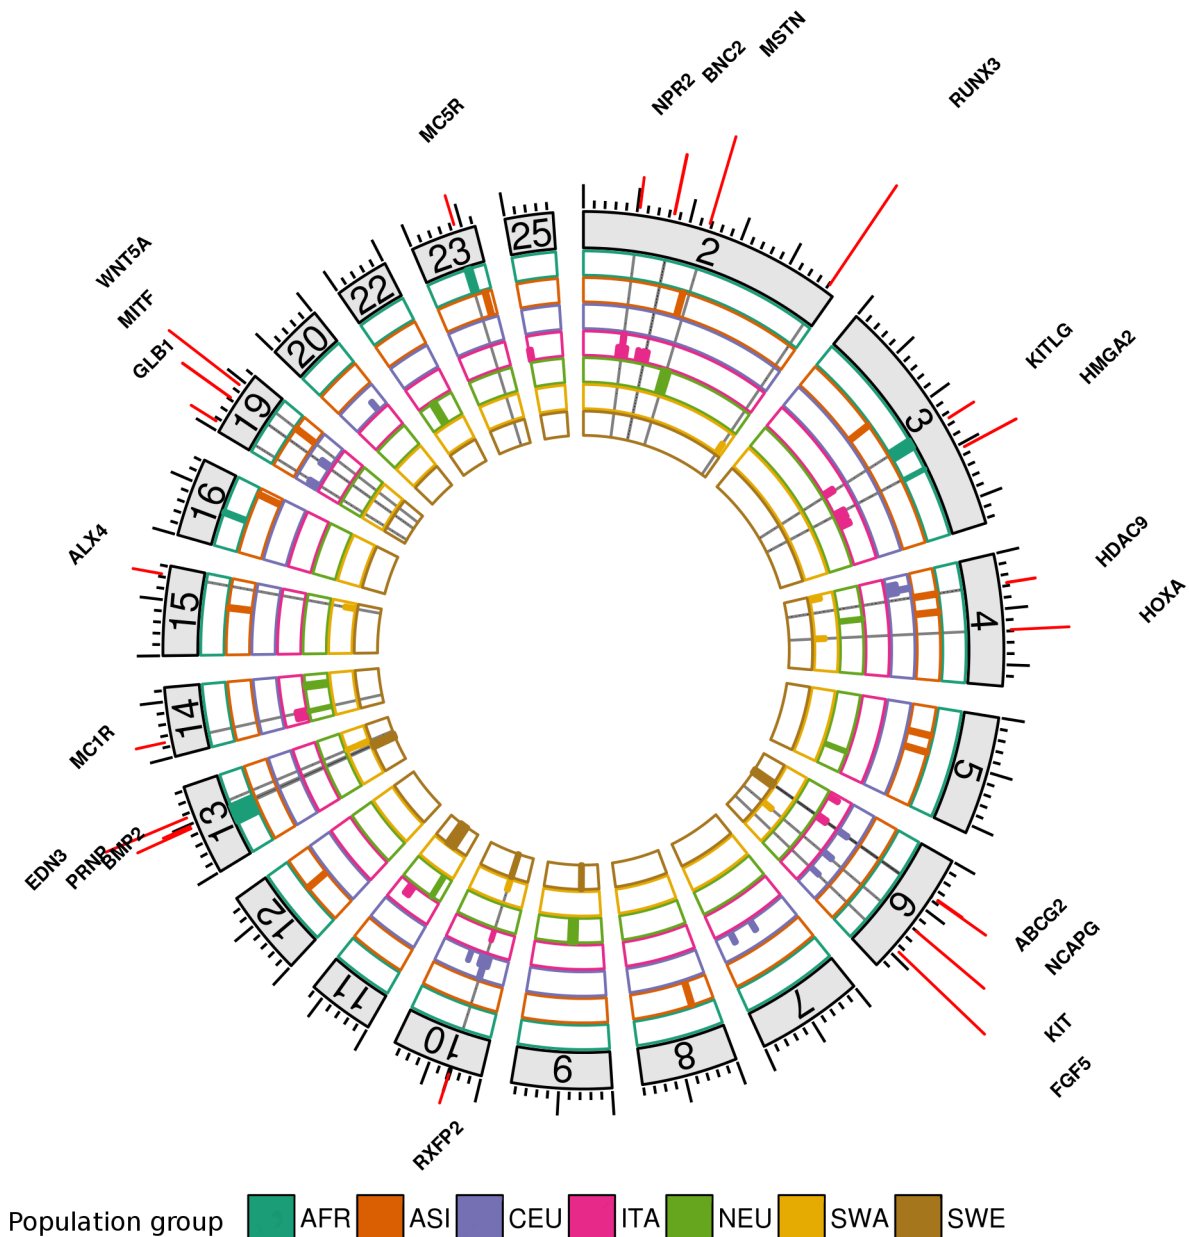 MSTN
BNC2
NPR2
RUNX3
MC5R
KITLG
HMGA2
HDAC9
HOXA
ABCG2
NCAPG
KIT
FGF5
RXFP2
EDN3
PRNP
BMP2
MC1R
ALX4
GLB1
MITF
WNT5A
2
3
4
5
6
7
8
9
10
11
12
13
14
15
16
19
20
22
23
25
Population group AFR ASI CEU ITA NEU SWA SWE